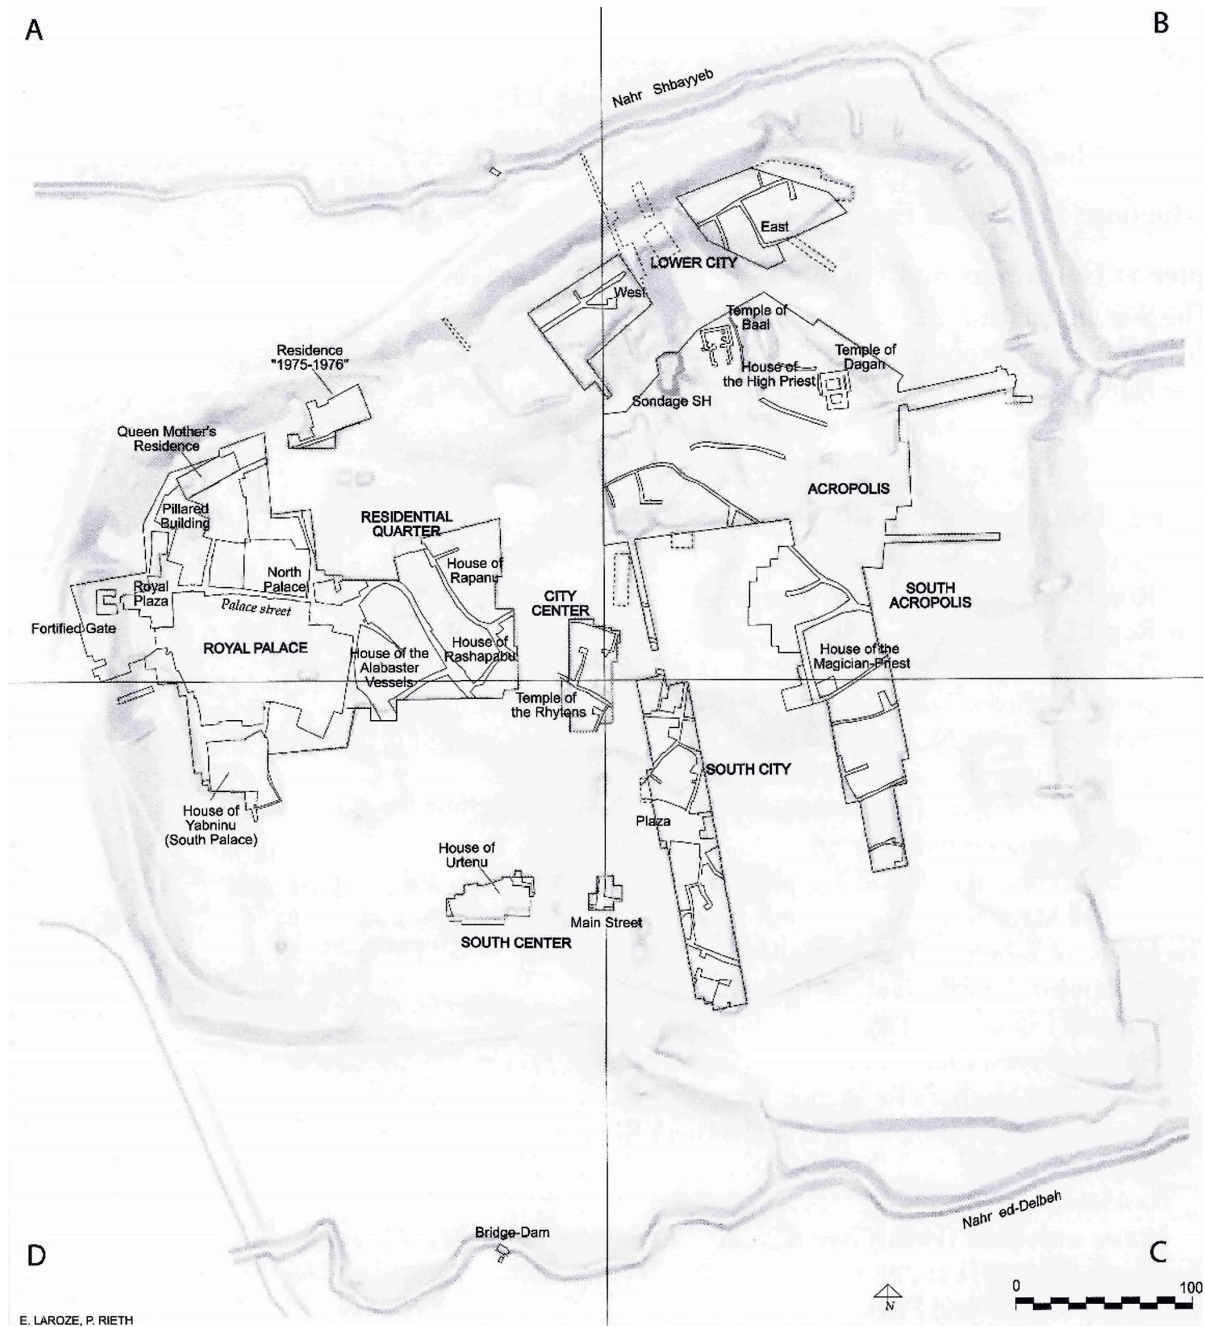 A
B
Nahr Shbayyeb
East
LOWER CITY
West
Temple of
Baal
Residence
"1975-1976"
House of
the High Priest
Temple of
Dagan
Sondage SH
Queen Mother's
Residence
ACROPOLIS
Pillared
Building
RESIDENTIAL
QUARTER
House of
Rapanu
North
Palace
Royal
Plaza
Palace street
CITY
CENTER
SOUTH
ACROPOLIS
Fortified Gate
ROYAL PALACE
House of the
Alabaster
Vessels
House of
Rashapabu
House of the
Magician-Priest
Temple of
the Rhytons
SOUTH CITY
House of
Yabninu
(South Palace)
Plaza
House of
Urtenu
Main Street
SOUTH CENTER
Nahr ed-Delbeh
Bridge-Dam
D
C
N
0
100
E. LAROZE, P. RIETH